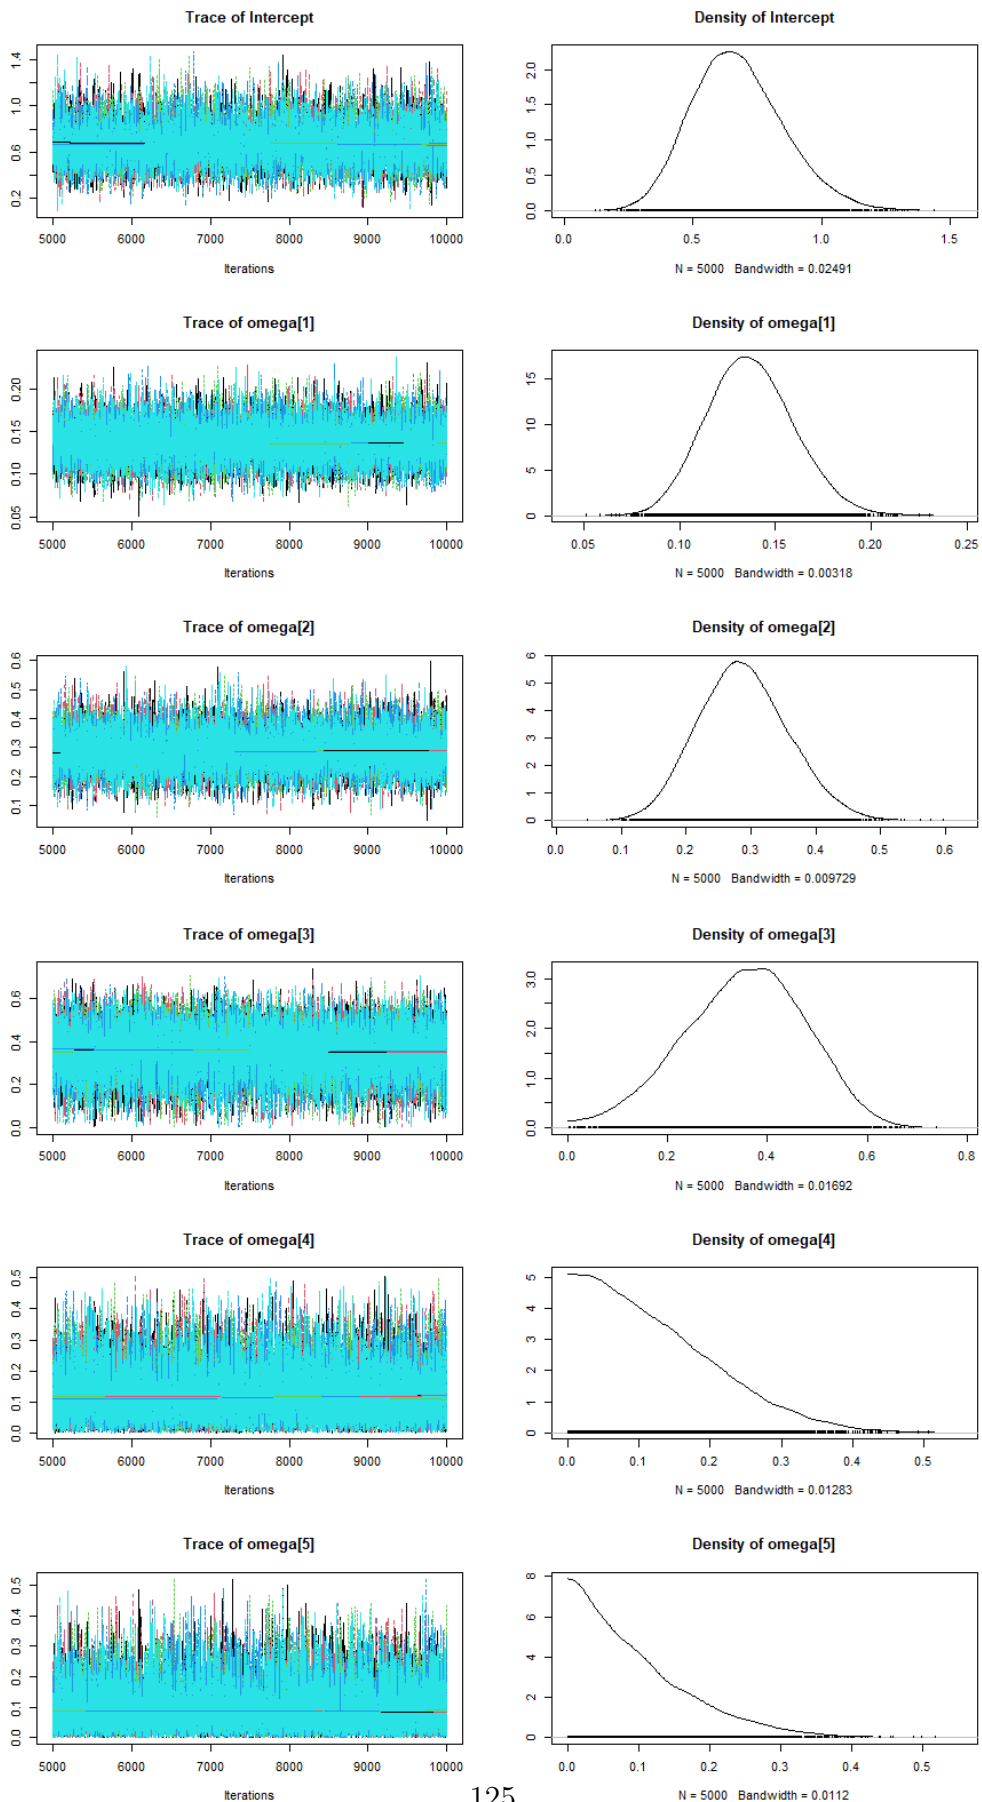 Trace of Intercept
Density of Intercept
0.2 0.6 1.0 1.4
5000 6000 7000 8000 9000 10000
Iterations
0.0 0.5 1.0 1.5 2.0
0.0 0.5 1.0 1.5
N = 5000 Bandwidth = 0.02491
Trace of omega[1]
Density of omega[1]
0.05 0.10 0.15 0.20
5000 6000 7000 8000 9000 10000
Iterations
0 5 10 15
0.05 0.10 0.15 0.20 0.25
N = 5000 Bandwidth = 0.00318
Trace of omega[2]
Density of omega[2]
0.1 0.2 0.3 0.4 0.5 0.6
5000 6000 7000 8000 9000 10000
Iterations
0 1 2 3 4 5 6
0.0 0.1 0.2 0.3 0.4 0.5 0.6
N = 5000 Bandwidth = 0.009729
Trace of omega[3]
Density of omega[3]
0.0 0.2 0.4 0.6
5000 6000 7000 8000 9000 10000
Iterations
0.0 1.0 2.0 3.0
0.0 0.2 0.4 0.6 0.8
N = 5000 Bandwidth = 0.01692
Trace of omega[4]
Density of omega[4]
0.0 0.1 0.2 0.3 0.4 0.5
5000 6000 7000 8000 9000 10000
Iterations
0 1 2 3 4 5
0.0 0.1 0.2 0.3 0.4 0.5
N = 5000 Bandwidth = 0.01283
Trace of omega[5]
Density of omega[5]
0.0 0.1 0.2 0.3 0.4 0.5
5000 6000 7000 8000 9000 10000
Iterations
0 2 4 6 8
0.0 0.1 0.2 0.3 0.4 0.5
N = 5000 Bandwidth = 0.0112
125